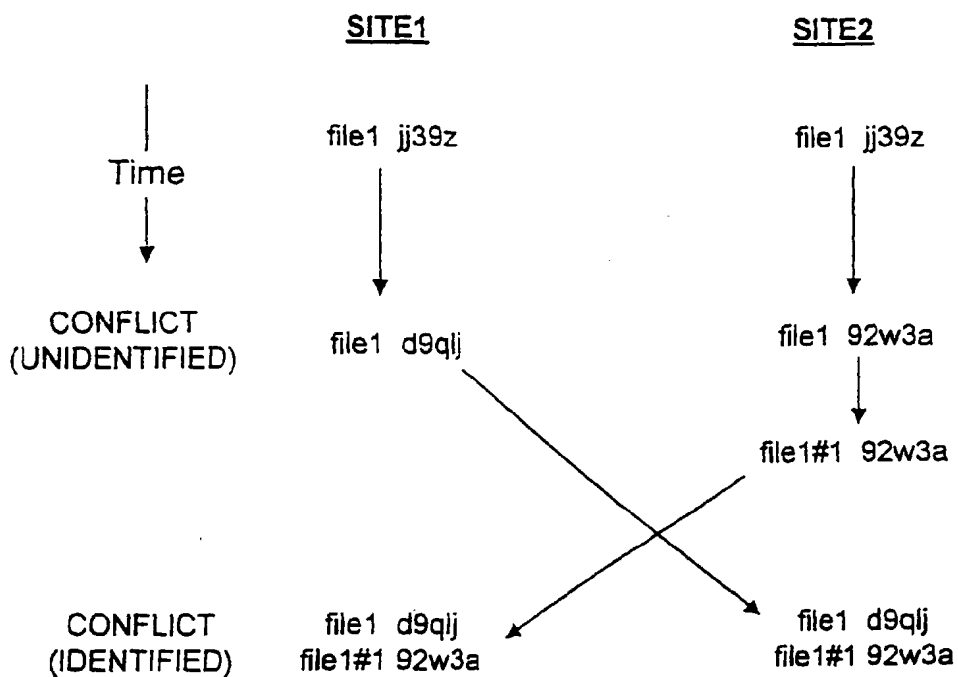 SITE1
SITE2
file1 jj39z
file1 jj39z
Time
CONFLICT
(UNIDENTIFIED)
file1 d9qlj
file1 92w3a
file1#1 92w3a
CONFLICT
(IDENTIFIED)
file1 d9qlj
file1#1 92w3a
file1 d9qlj
file1#1 92w3a